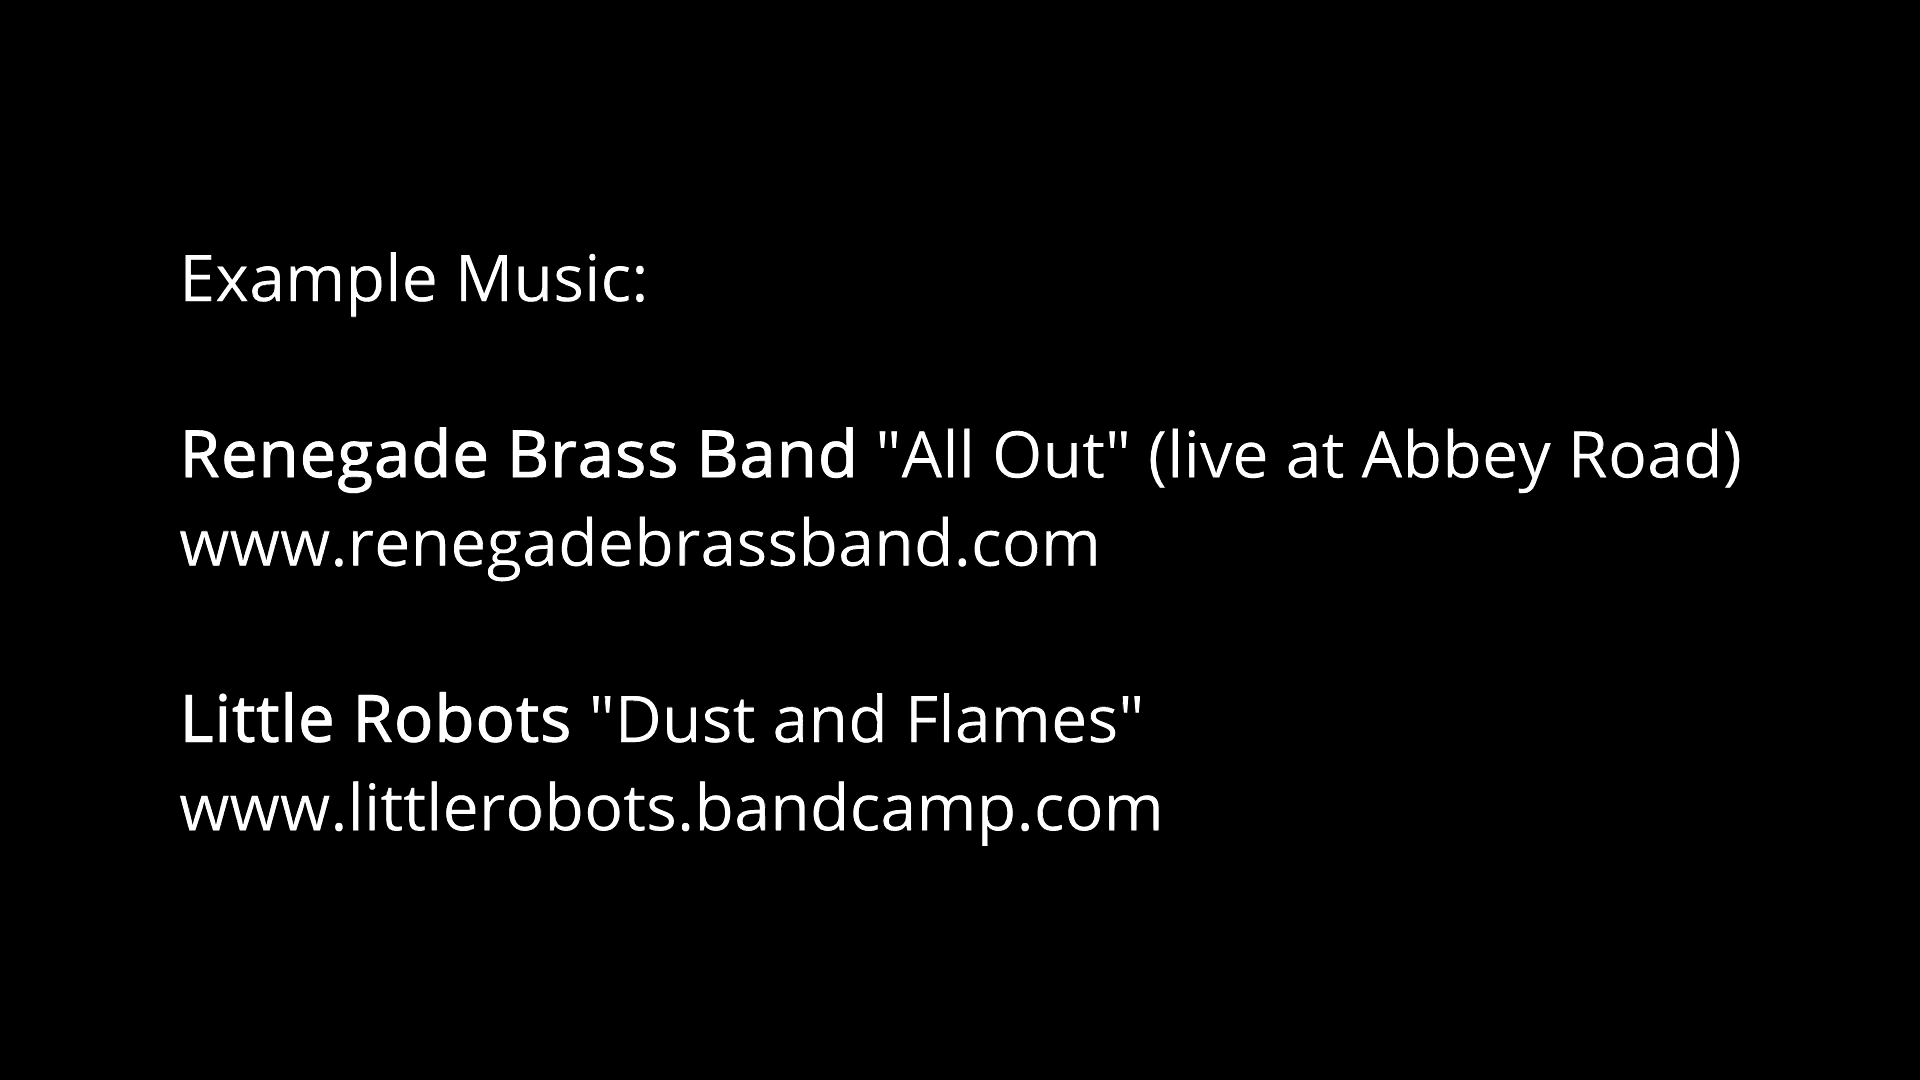 Example Music:
Renegade Brass Band "All Out" (live at Abbey Road)
www.renegadebrassband.com
Little Robots "Dust and Flames"
www.littlerobots.bandcamp.com